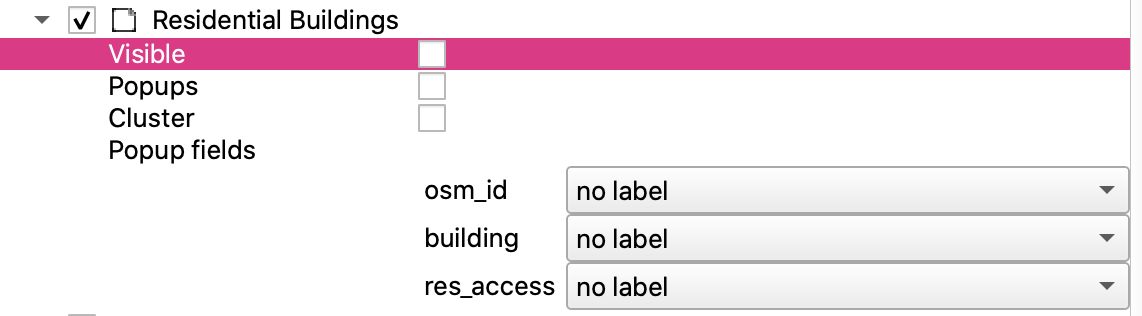 Residential Buildings
Visible
Popups
Cluster
Popup fields
osm_id no label
building no label
res_access no label